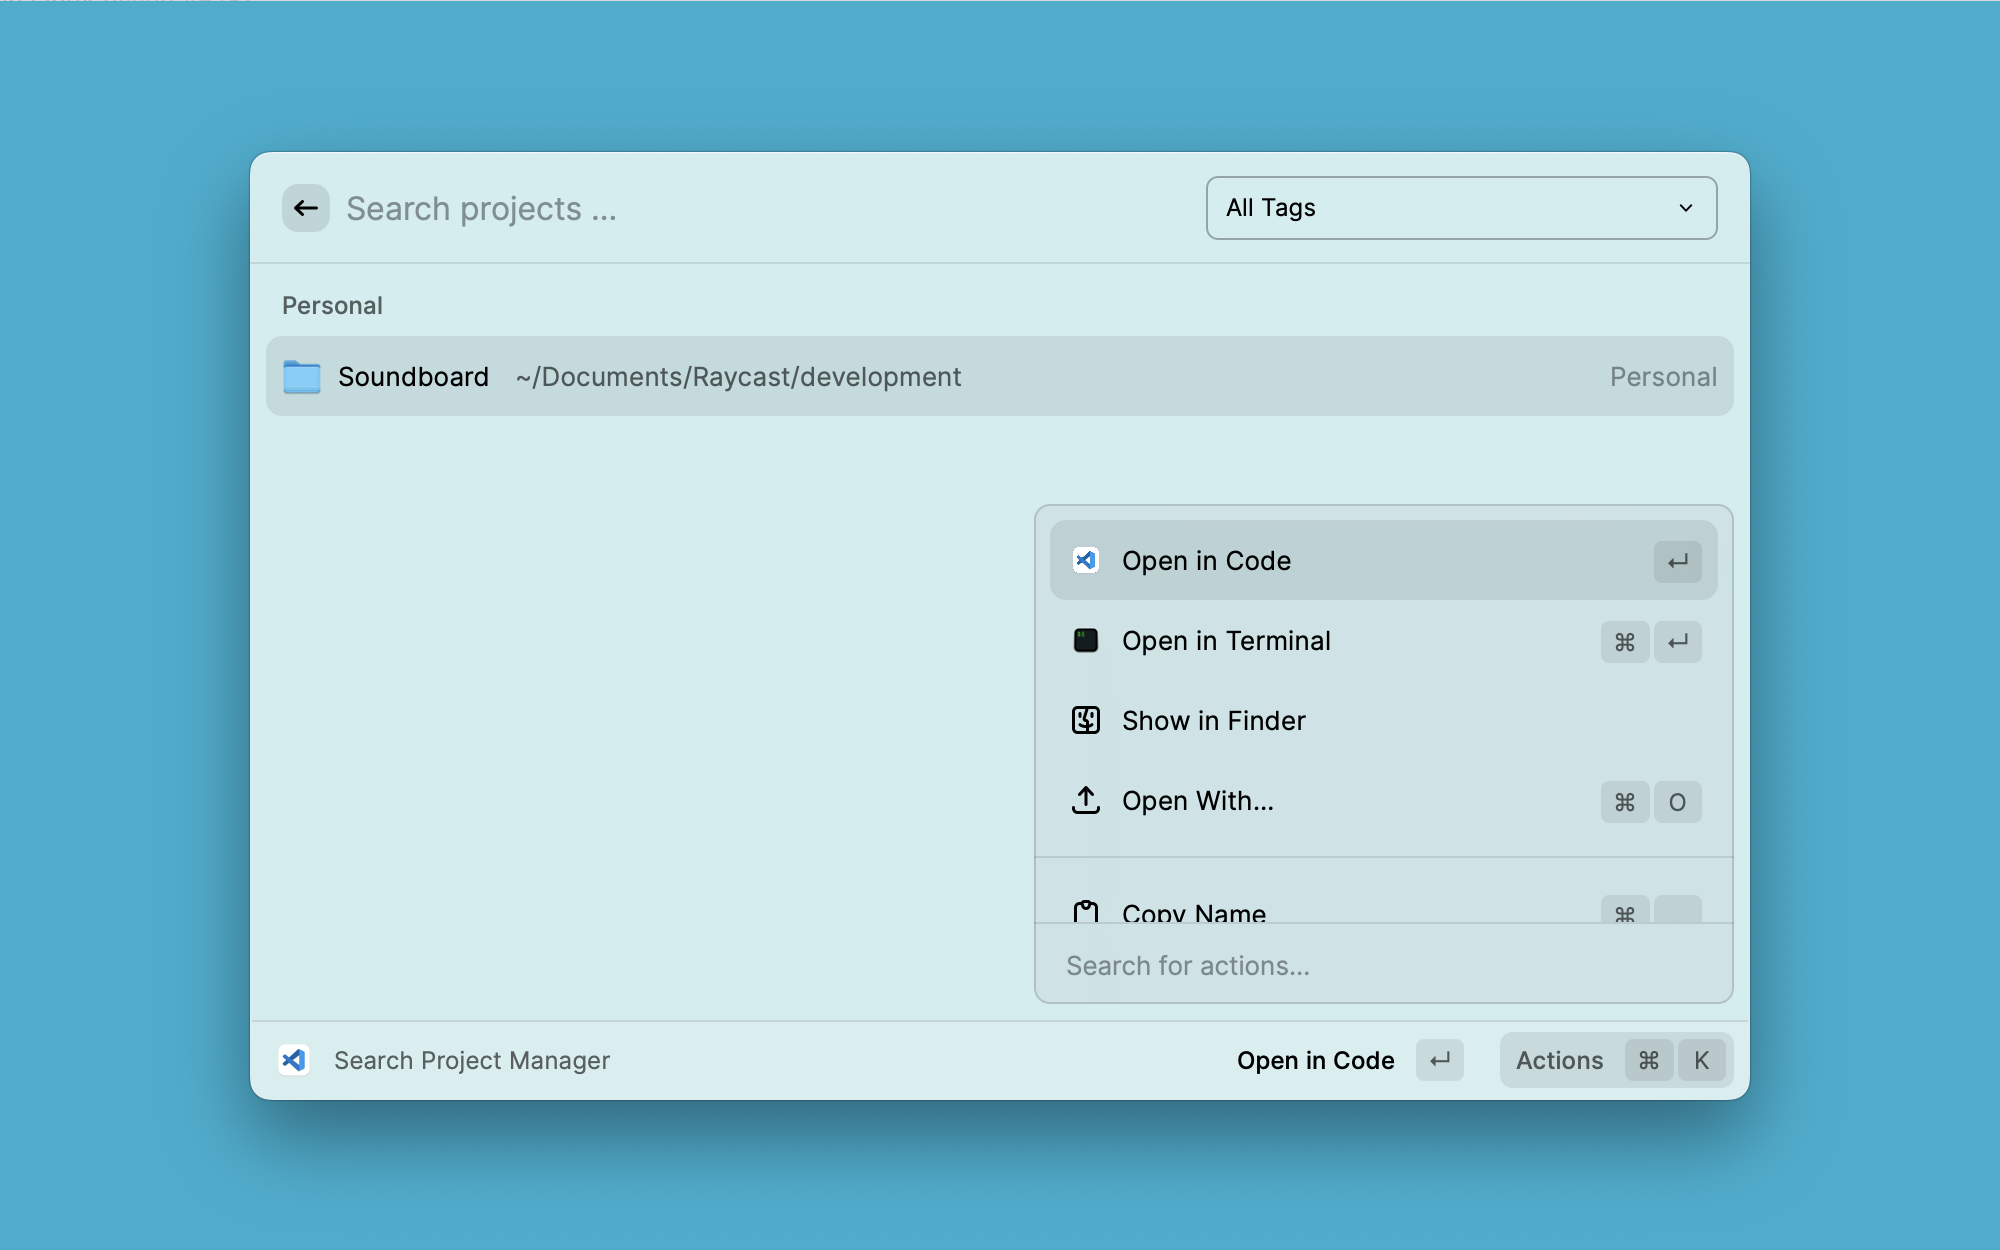 Search projects ...
All Tags
Personal
Soundboard ~/Documents/Raycast/development Personal
Open in Code ↵
Open in Terminal ⌘ ↵
Show in Finder
Open With... ⌘ O
Copy Name ⌘
Search for actions...
Search Project Manager Open in Code ↵ Actions ⌘ K